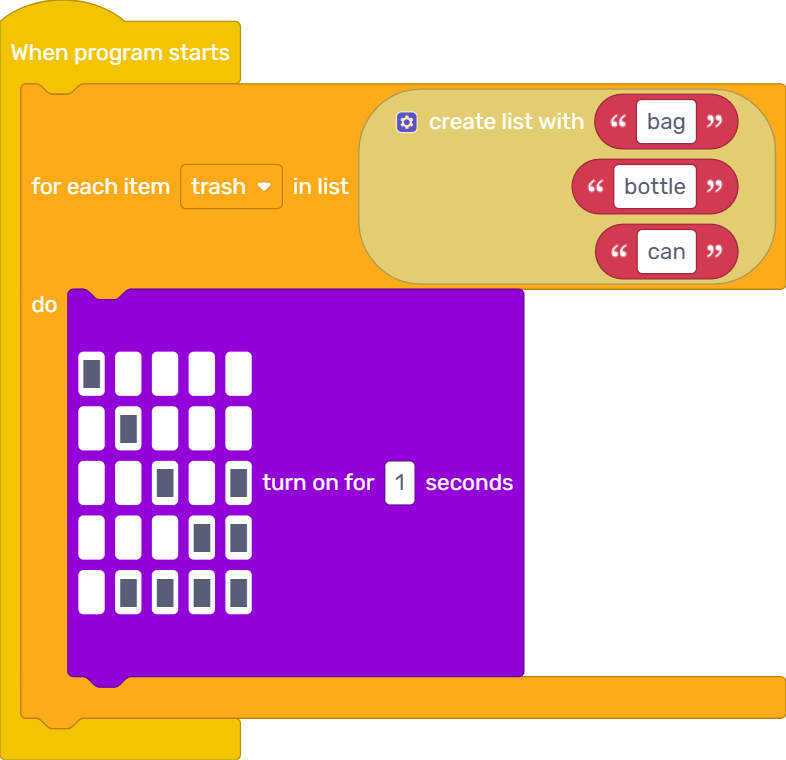 When program starts
create list with “ bag ”
for each item trash in list “ bottle ”
“ can ”
do
turn on for 1 seconds